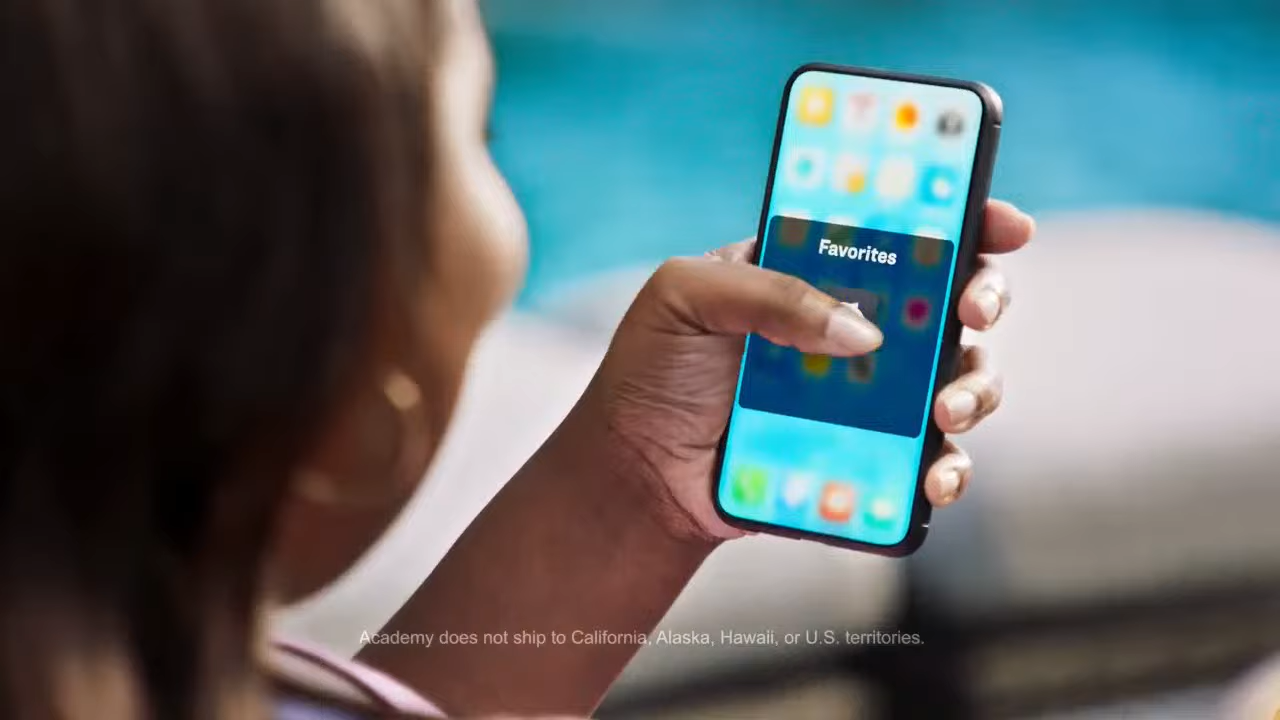 Favorites
Academy does not ship to California, Alaska, Hawaii, or U.S. territories.